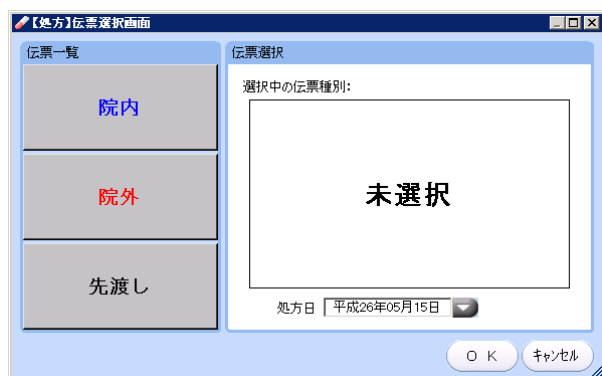 【処方】伝票選択画面
伝票一覧
院内
院外
先渡し
伝票選択
選択中の伝票種別:
未選択
処方日 平成26年05月15日
ＯＫ ｷｬﾝｾﾙ